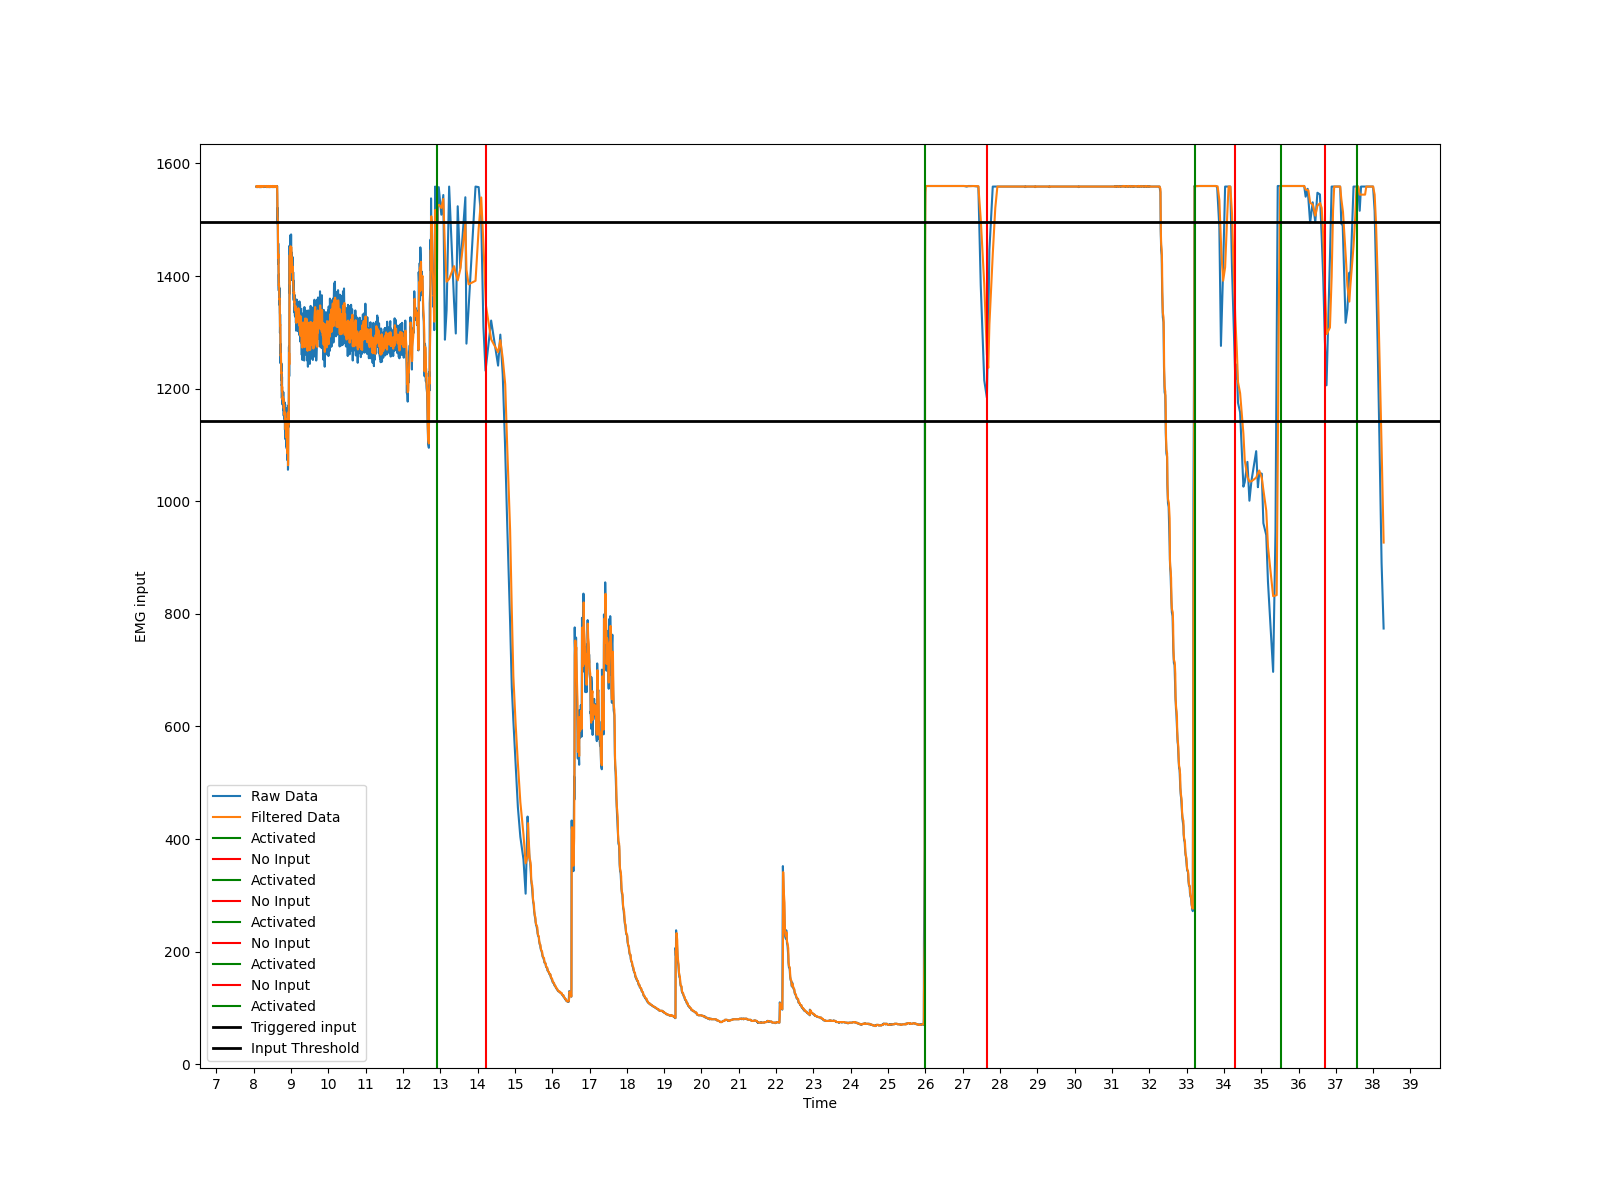 1600
1400
1200
1000
800
600
400
200
0
EMG input
Raw Data
Filtered Data
Activated
No Input
Activated
No Input
Activated
No Input
Activated
No Input
Activated
Triggered input
Input Threshold
7 8 9 10 11 12 13 14 15 16 17 18 19 20 21 22 23 24 25 26 27 28 29 30 31 32 33 34 35 36 37 38 39
Time